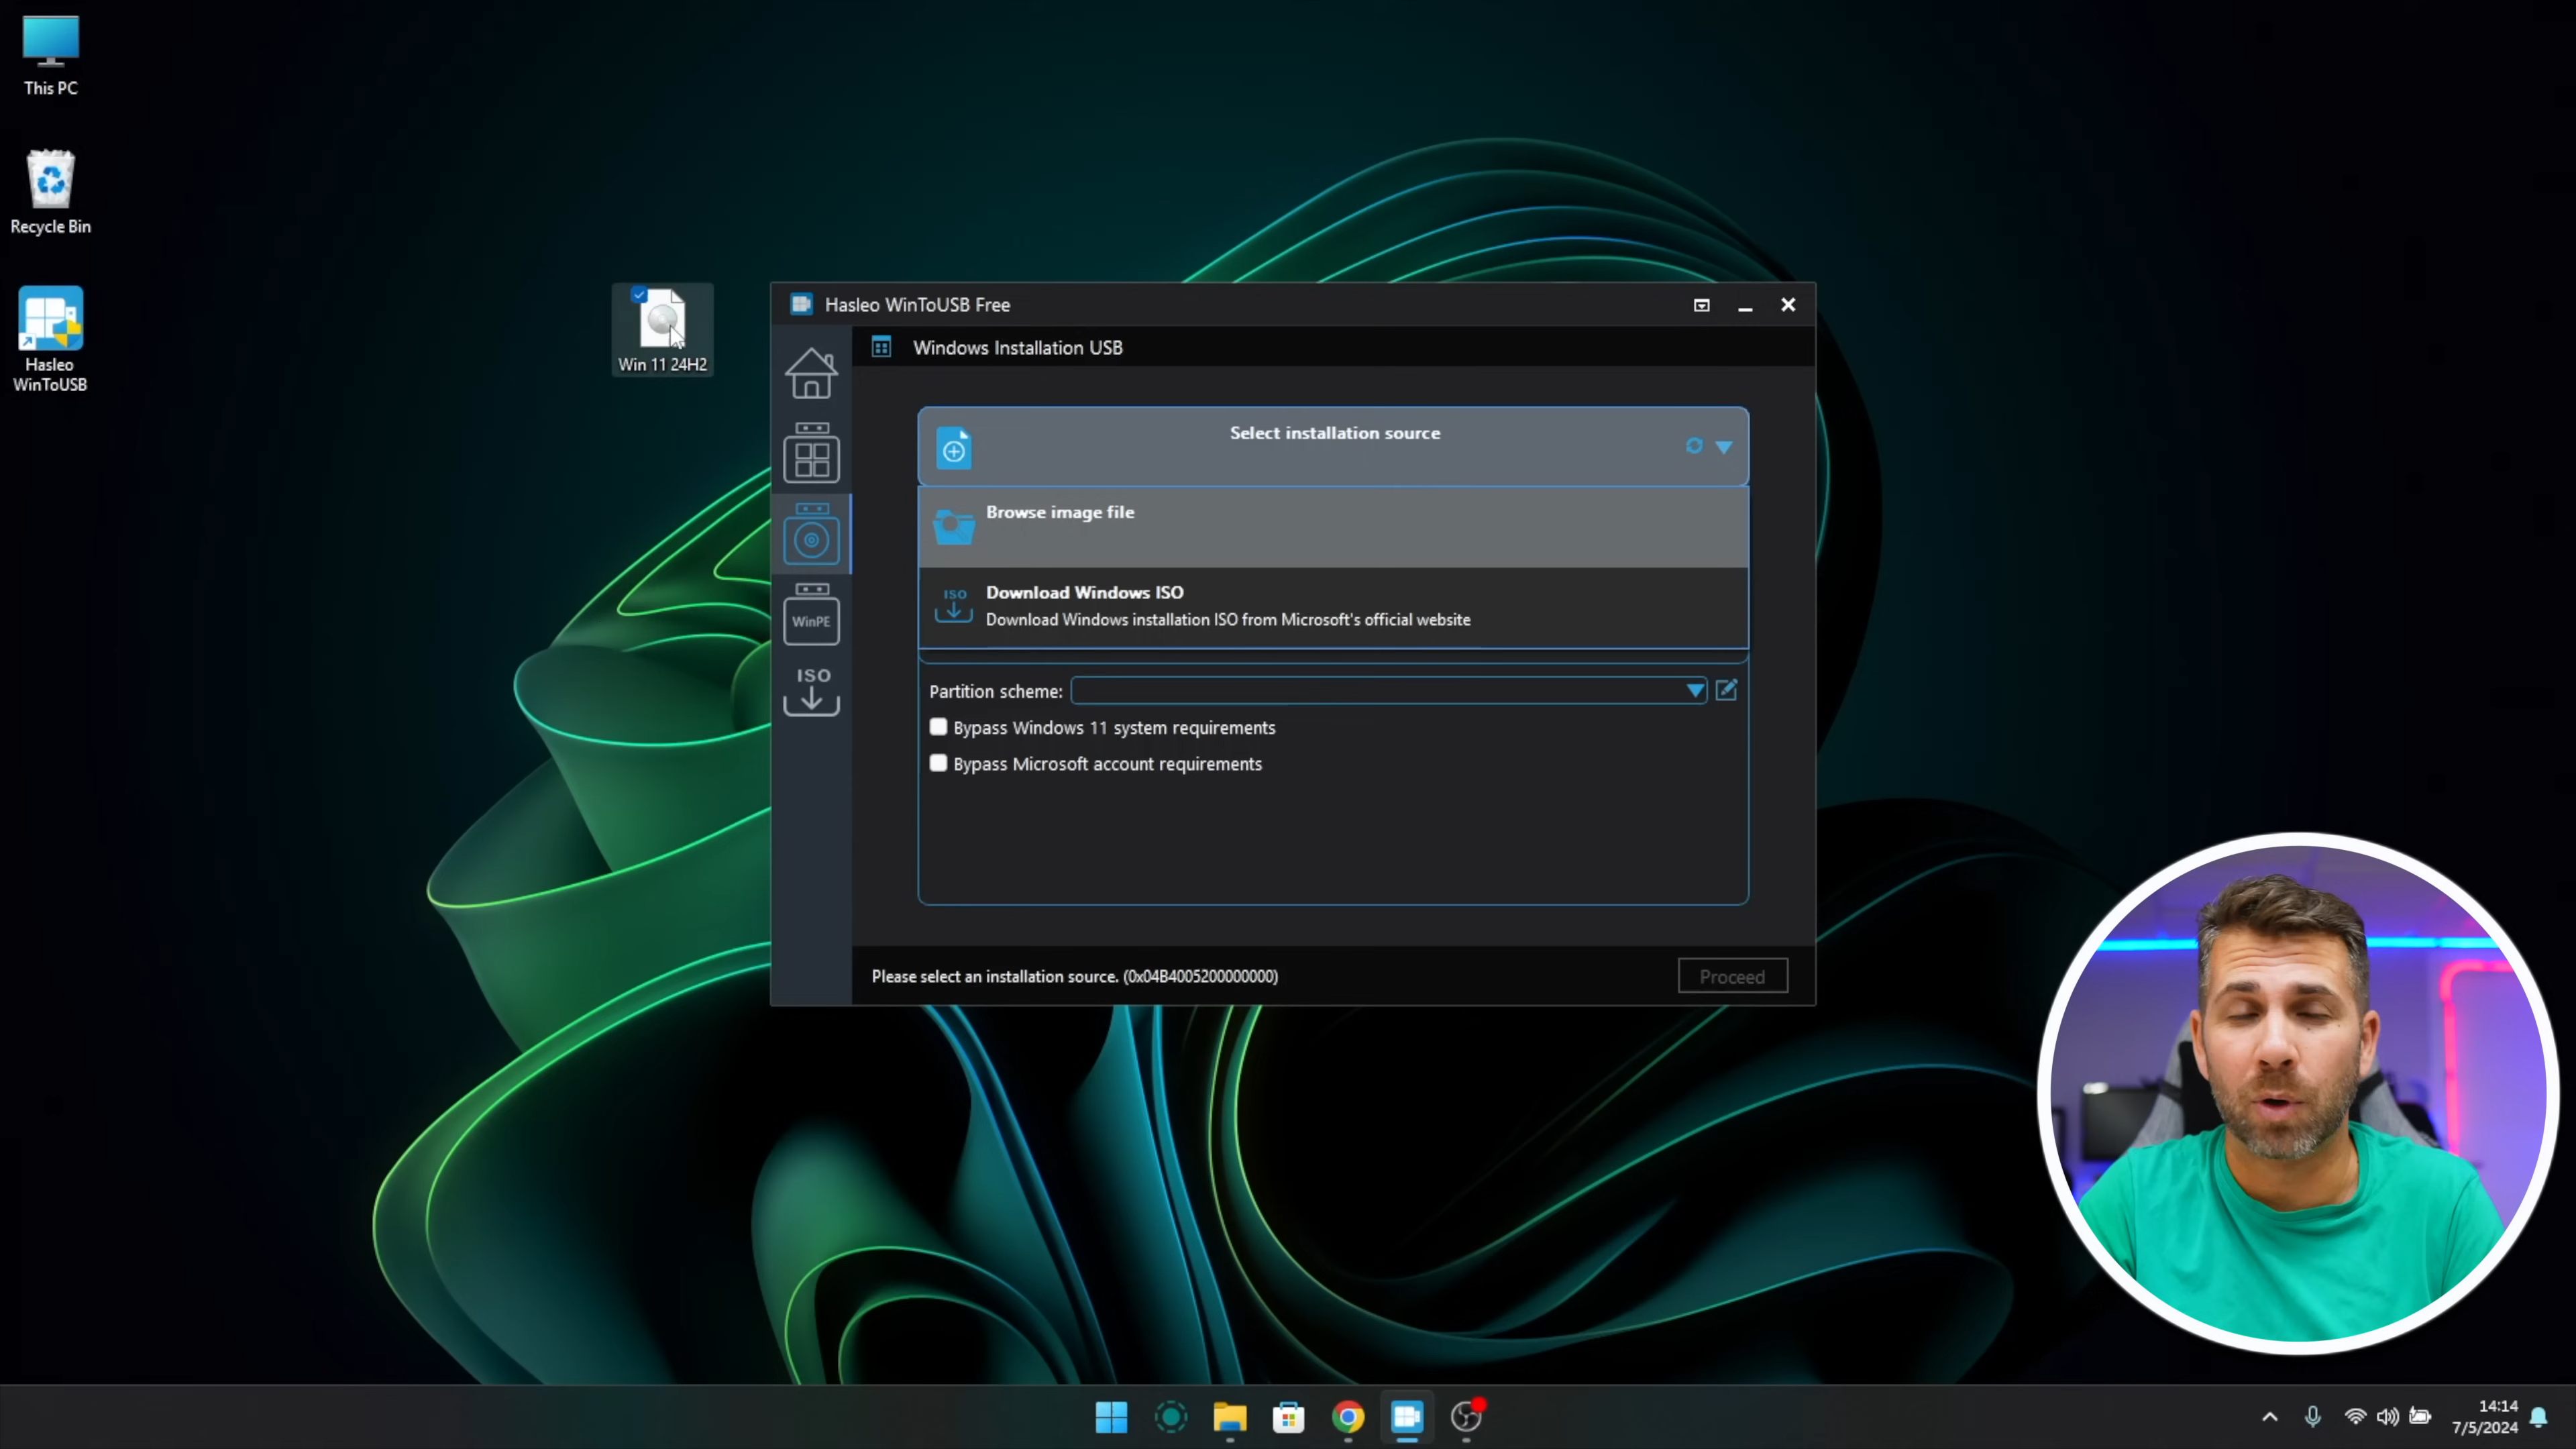 This PC
Recycle Bin
Hasleo
WinToUSB
Win 11 24H2
Hasleo WinToUSB Free
Windows Installation USB
Select installation source
Browse image file
ISO
Download Windows ISO
Download Windows installation ISO from Microsoft's official website
WinPE
ISO
Partition scheme:
Bypass Windows 11 system requirements
Bypass Microsoft account requirements
Please select an installation source. (0x04B4005200000000)
Proceed
14:14
7/5/2024